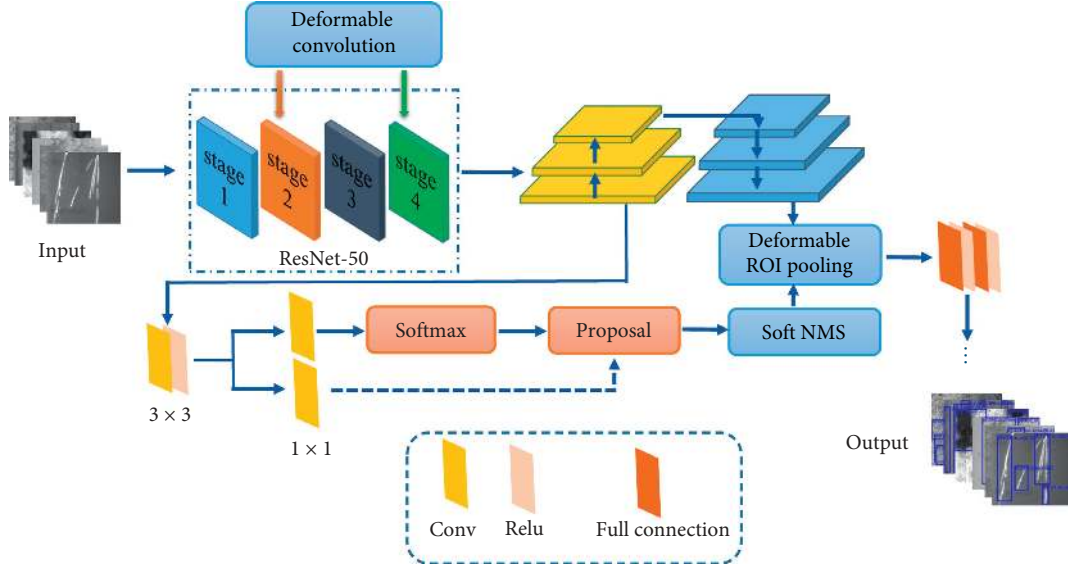 Deformable
convolution
stage
1
stage
2
stage
3
stage
4
ResNet-50
Input
Deformable
ROI pooling
Softmax
Proposal
Soft NMS
3 × 3
1 × 1
...
Output
Conv
Relu
Full connection